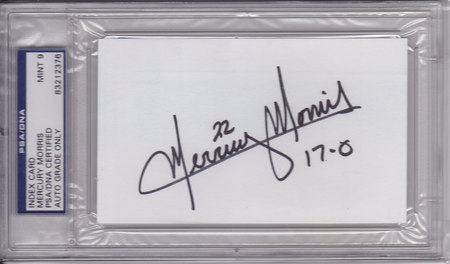 PSA/DNA
INDEX CARD
MERCURY MORRIS
PSA/DNA CERTIFIED
AUTO GRADE ONLY
MINT 9
83212376
22
Mercury Morris
17-0